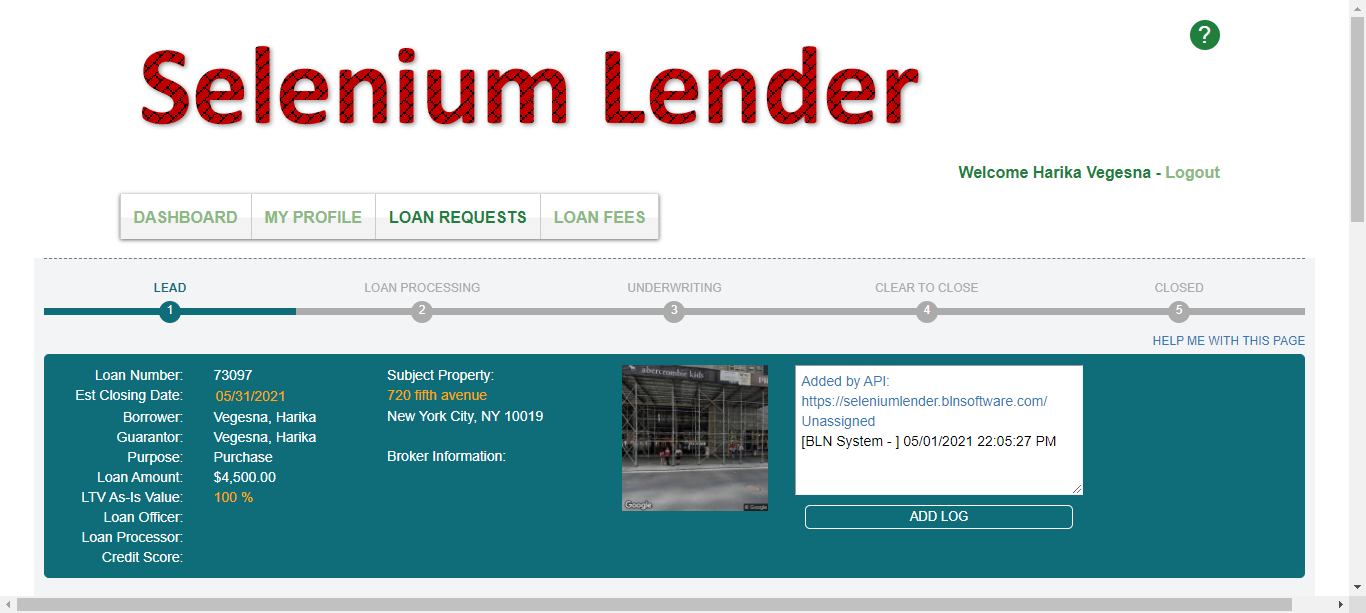 ?
Selenium Lender
Welcome Harika Vegesna - Logout
DASHBOARD MY PROFILE LOAN REQUESTS LOAN FEES
LEAD LOAN PROCESSING UNDERWRITING CLEAR TO CLOSE CLOSED
1 2 3 4 5
HELP ME WITH THIS PAGE
Loan Number: 73097
Est Closing Date: 05/31/2021
Borrower: Vegesna, Harika
Guarantor: Vegesna, Harika
Purpose: Purchase
Loan Amount: $4,500.00
LTV As-Is Value: 100 %
Loan Officer:
Loan Processor:
Credit Score:
Subject Property:
720 fifth avenue
New York City, NY 10019
Broker Information:
abercrombie kids
Google
© Google
Added by API:
https://seleniumlender.blnsoftware.com/
Unassigned
[BLN System - ] 05/01/2021 22:05:27 PM
ADD LOG